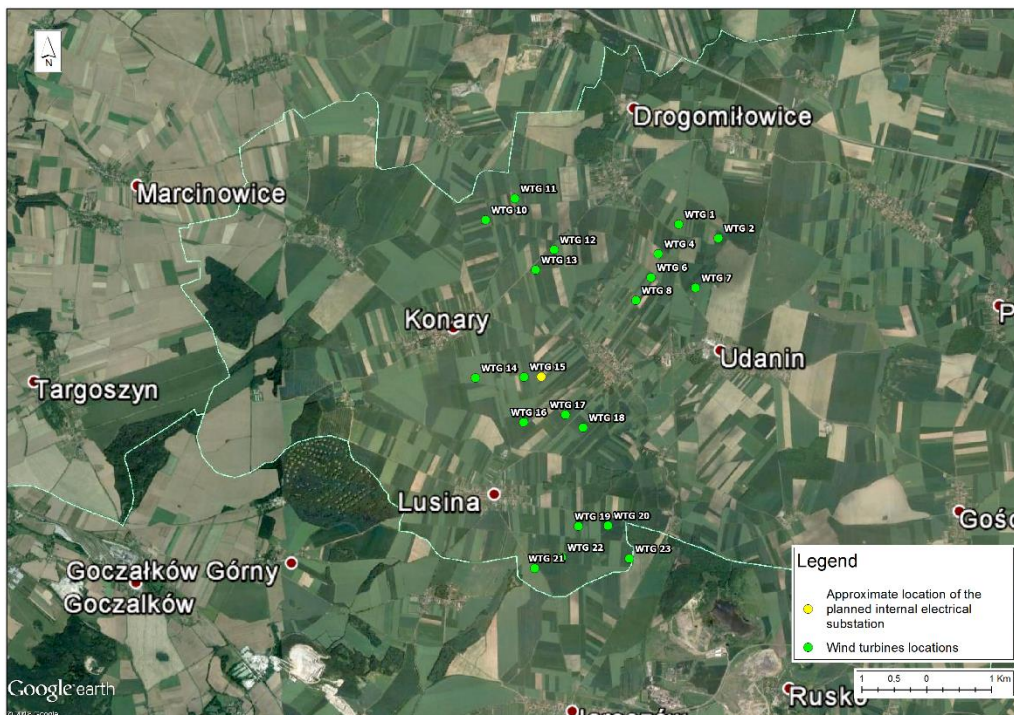 N
Drogomiłowice
Marcinowice
WTG 11
WTG 10
WTG 1
WTG 2
WTG 12
WTG 4
WTG 13
WTG 6
WTG 7
WTG 8
Konary
Udanin
Targoszyn
WTG 14
WTG 15
WTG 17
WTG 16
WTG 18
Lusina
WTG 19
WTG 20
WTG 22
WTG 21
WTG 23
Goczałków Górny
Goczalków
Legend
Approximate location of the
planned internal electrical
substation
Wind turbines locations
1 0.5 0 1 Km
Google earth